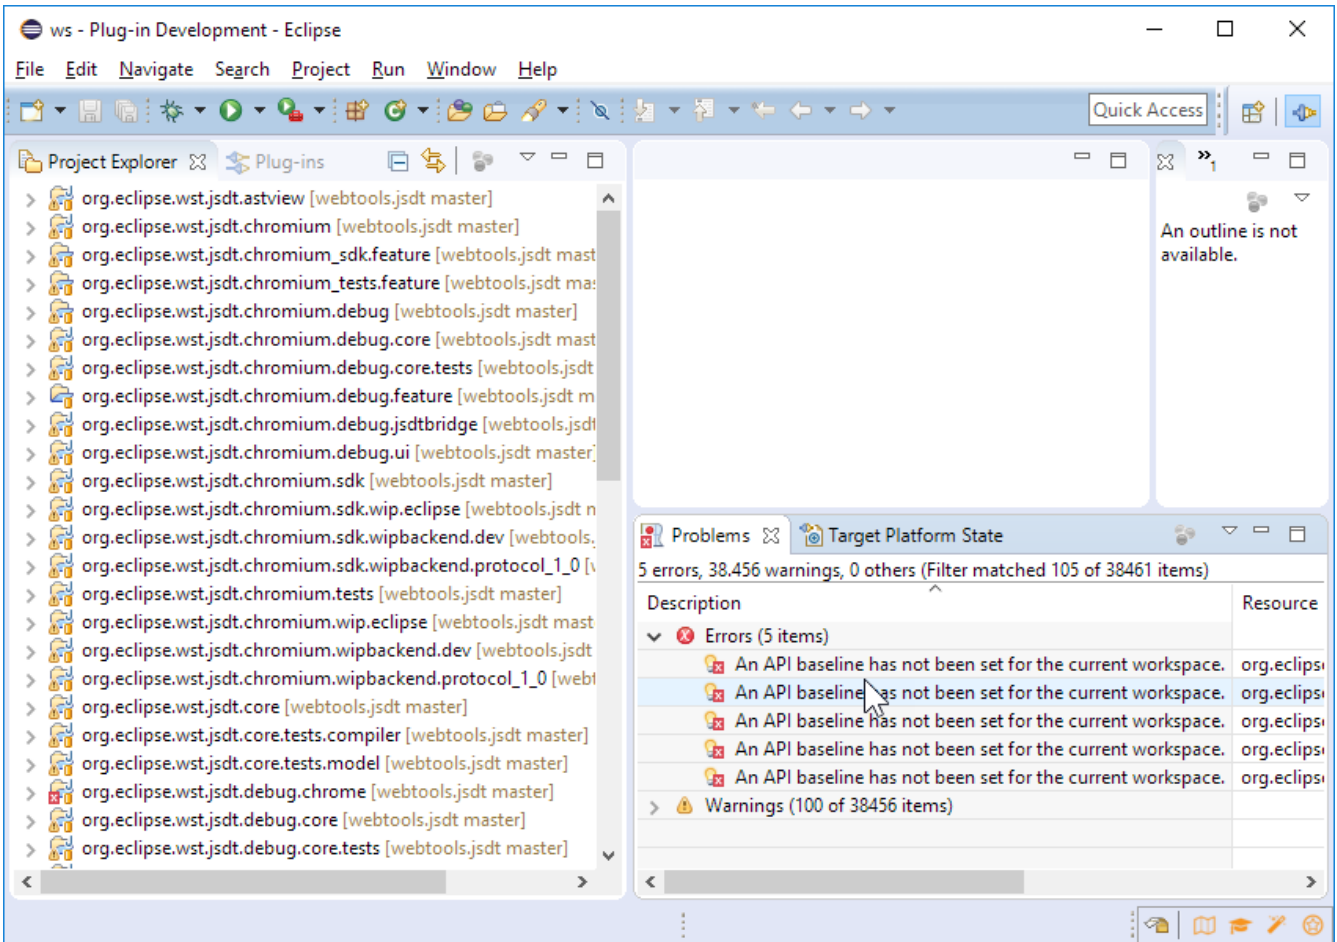 ws - Plug-in Development - Eclipse
File Edit Navigate Search Project Run Window Help
Quick Access
Project Explorer Plug-ins
org.eclipse.wst.jsdt.astview [webtools.jsdt master]
org.eclipse.wst.jsdt.chromium [webtools.jsdt master]
org.eclipse.wst.jsdt.chromium_sdk.feature [webtools.jsdt mast
org.eclipse.wst.jsdt.chromium_tests.feature [webtools.jsdt mas
org.eclipse.wst.jsdt.chromium.debug [webtools.jsdt master]
org.eclipse.wst.jsdt.chromium.debug.core [webtools.jsdt mast
org.eclipse.wst.jsdt.chromium.debug.core.tests [webtools.jsdt
org.eclipse.wst.jsdt.chromium.debug.feature [webtools.jsdt m
org.eclipse.wst.jsdt.chromium.debug.jsdtbridge [webtools.jsdt
org.eclipse.wst.jsdt.chromium.debug.ui [webtools.jsdt master]
org.eclipse.wst.jsdt.chromium.sdk [webtools.jsdt master]
org.eclipse.wst.jsdt.chromium.sdk.wip.eclipse [webtools.jsdt n
org.eclipse.wst.jsdt.chromium.sdk.wipbackend.dev [webtools.
org.eclipse.wst.jsdt.chromium.sdk.wipbackend.protocol_1_0 [w
org.eclipse.wst.jsdt.chromium.tests [webtools.jsdt master]
org.eclipse.wst.jsdt.chromium.wip.eclipse [webtools.jsdt mast
org.eclipse.wst.jsdt.chromium.wipbackend.dev [webtools.jsdt
org.eclipse.wst.jsdt.chromium.wipbackend.protocol_1_0 [webt
org.eclipse.wst.jsdt.core [webtools.jsdt master]
org.eclipse.wst.jsdt.core.tests.compiler [webtools.jsdt master]
org.eclipse.wst.jsdt.core.tests.model [webtools.jsdt master]
org.eclipse.wst.jsdt.debug.chrome [webtools.jsdt master]
org.eclipse.wst.jsdt.debug.core [webtools.jsdt master]
org.eclipse.wst.jsdt.debug.core.tests [webtools.jsdt master]
»1
An outline is not
available.
Problems Target Platform State
5 errors, 38.456 warnings, 0 others (Filter matched 105 of 38461 items)
Description Resource
Errors (5 items)
An API baseline has not been set for the current workspace. org.eclips
An API baseline has not been set for the current workspace. org.eclips
An API baseline has not been set for the current workspace. org.eclips
An API baseline has not been set for the current workspace. org.eclips
An API baseline has not been set for the current workspace. org.eclips
Warnings (100 of 38456 items)